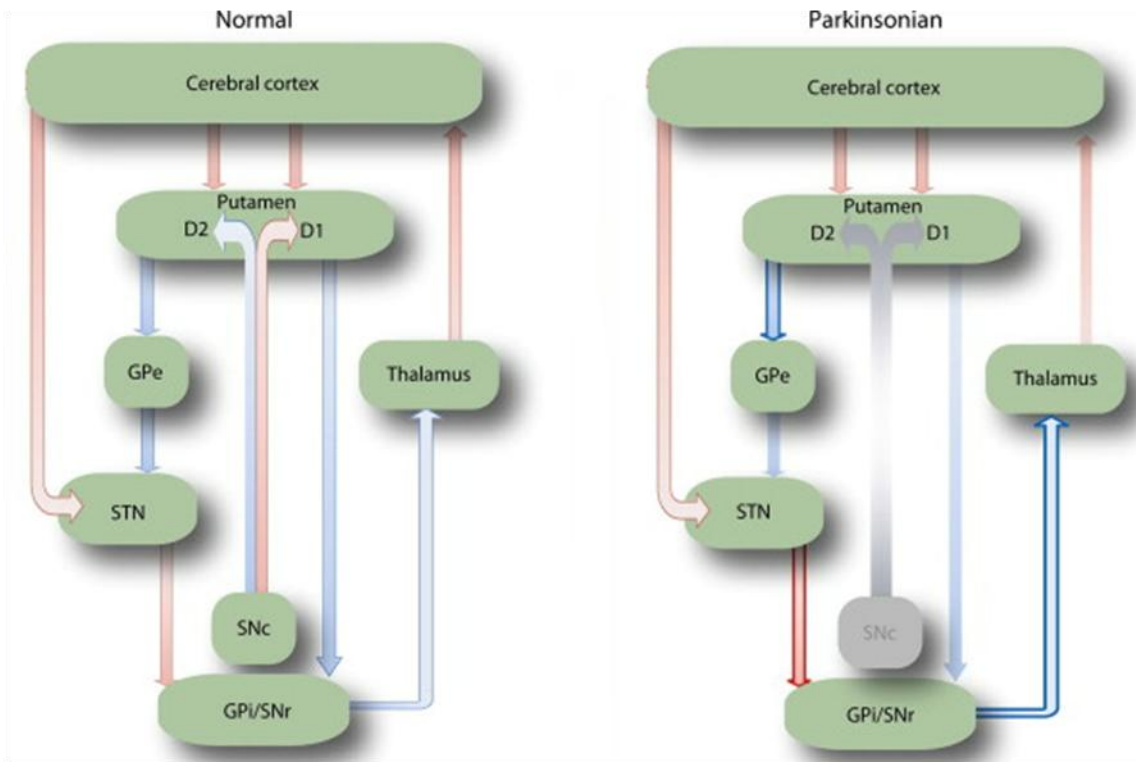 Normal
Cerebral cortex
Putamen
D2
D1
GPe
Thalamus
STN
SNc
GPi/SNr
Parkinsonian
Cerebral cortex
Putamen
D2
D1
GPe
Thalamus
STN
SNc
GPi/SNr